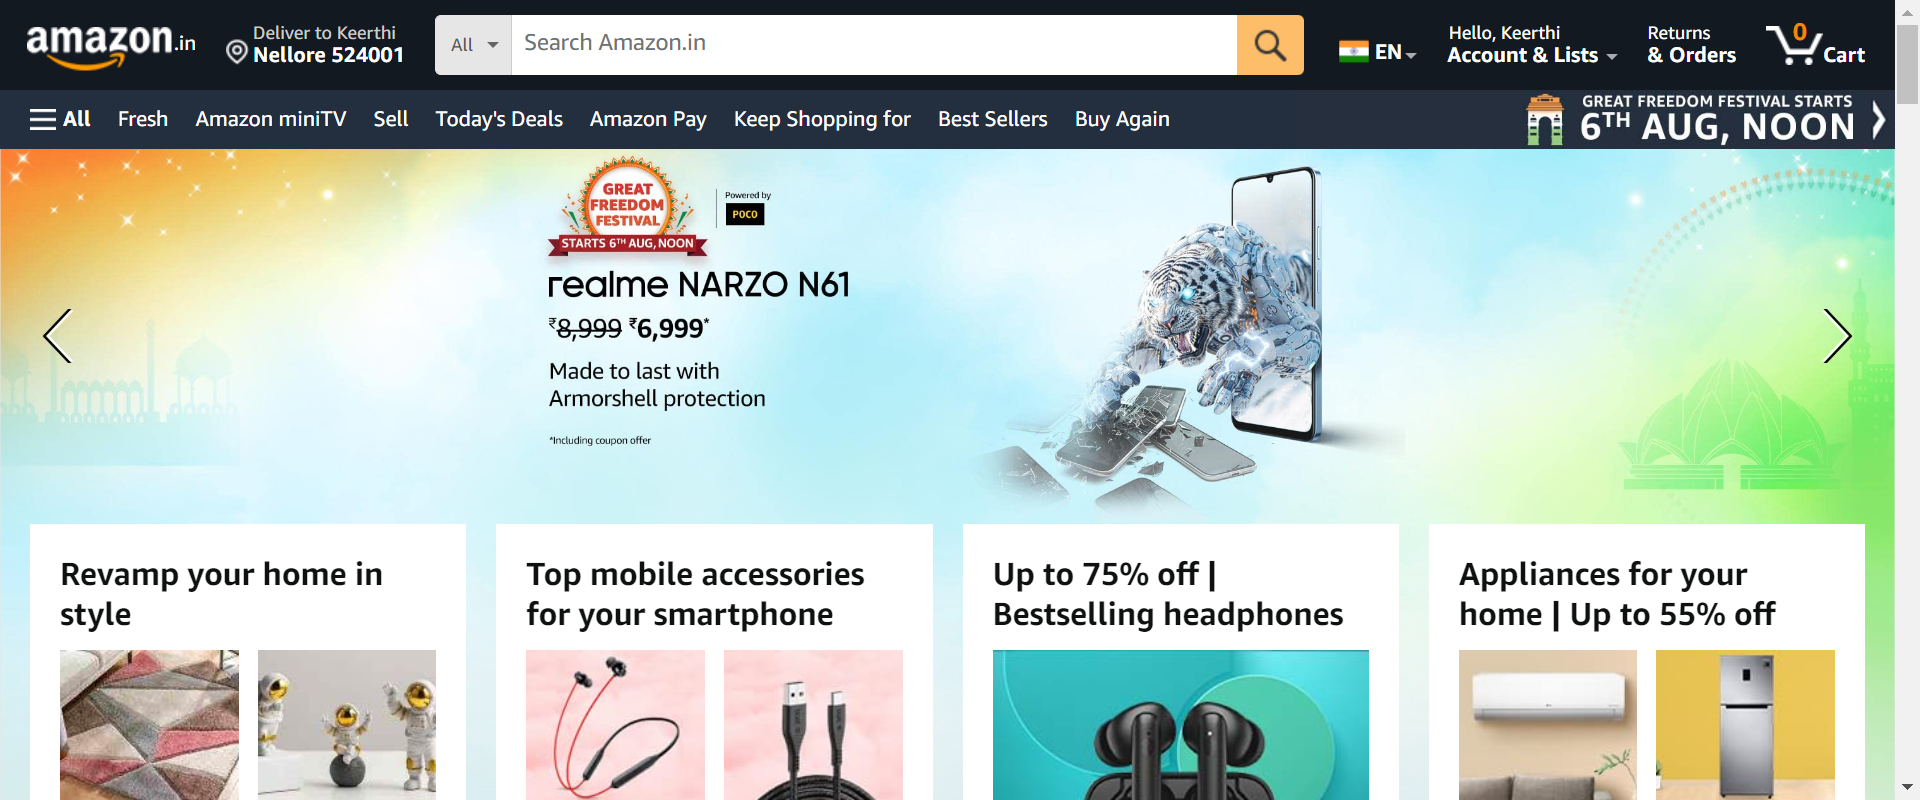 amazon.in
Deliver to Keerthi
Nellore 524001
All
Search Amazon.in
EN
Hello, Keerthi
Account & Lists
Returns
& Orders
0
Cart
All
Fresh
Amazon miniTV
Sell
Today's Deals
Amazon Pay
Keep Shopping for
Best Sellers
Buy Again
GREAT FREEDOM FESTIVAL STARTS
6TH AUG, NOON
GREAT
FREEDOM
FESTIVAL
STARTS 6TH AUG, NOON
Powered by
POCO
realme NARZO N61
₹8,999 ₹6,999*
Made to last with
Armorshell protection
*Including coupon offer
Revamp your home in
style
Top mobile accessories
for your smartphone
Up to 75% off |
Bestselling headphones
Appliances for your
home | Up to 55% off